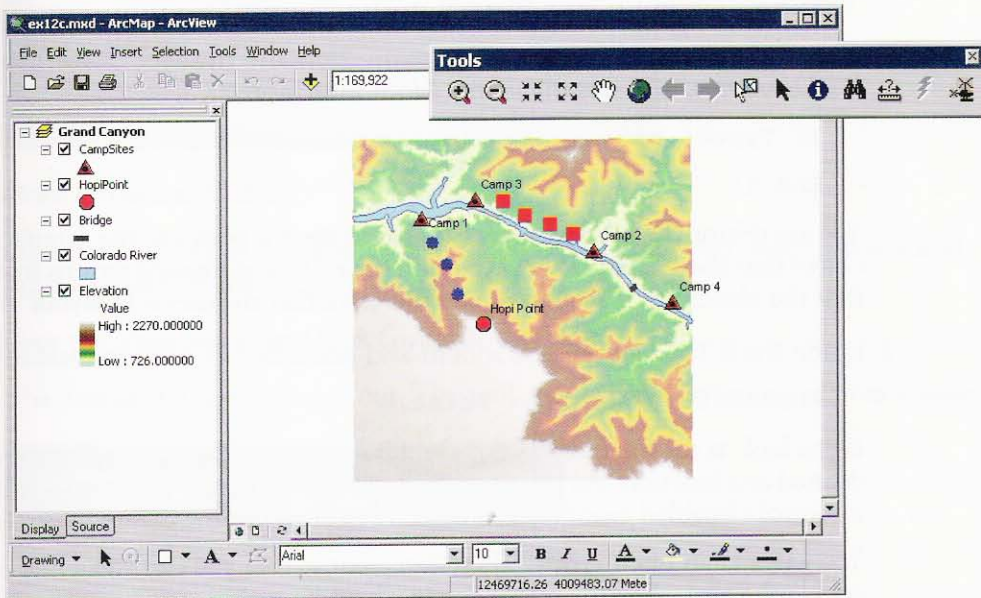 ex12c.mxd - ArcMap - ArcView
File Edit View Insert Selection Tools Window Help
Tools
1:169,922
Grand Canyon
CampSites
HopiPoint
Bridge
Colorado River
Elevation
Value
High : 2270.000000
Low : 726.000000
Camp 3
Camp 1
Camp 2
Camp 4
Hopi Point
Display Source
Drawing A Arial 10 B I U A
12469716.26 4009483.07 Mete